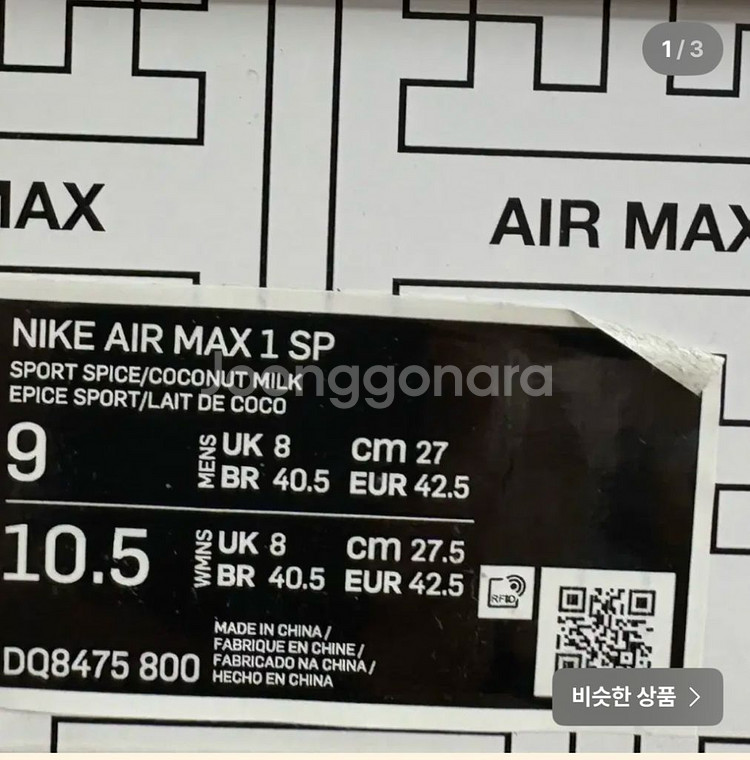 1/3
MAX
AIR MAX
NIKE AIR MAX 1 SP
SPORT SPICE/COCONUT MILK
EPICE SPORT/LAIT DE COCO
joonggonara
9 MENS UK 8 cm 27
BR 40.5 EUR 42.5
10.5 WMNS UK 8 cm 27.5
BR 40.5 EUR 42.5
RFID
MADE IN CHINA/
FABRIQUE EN CHINE/
DQ8475 800 FABRICADO NA CHINA/
HECHO EN CHINA
비슷한 상품 >